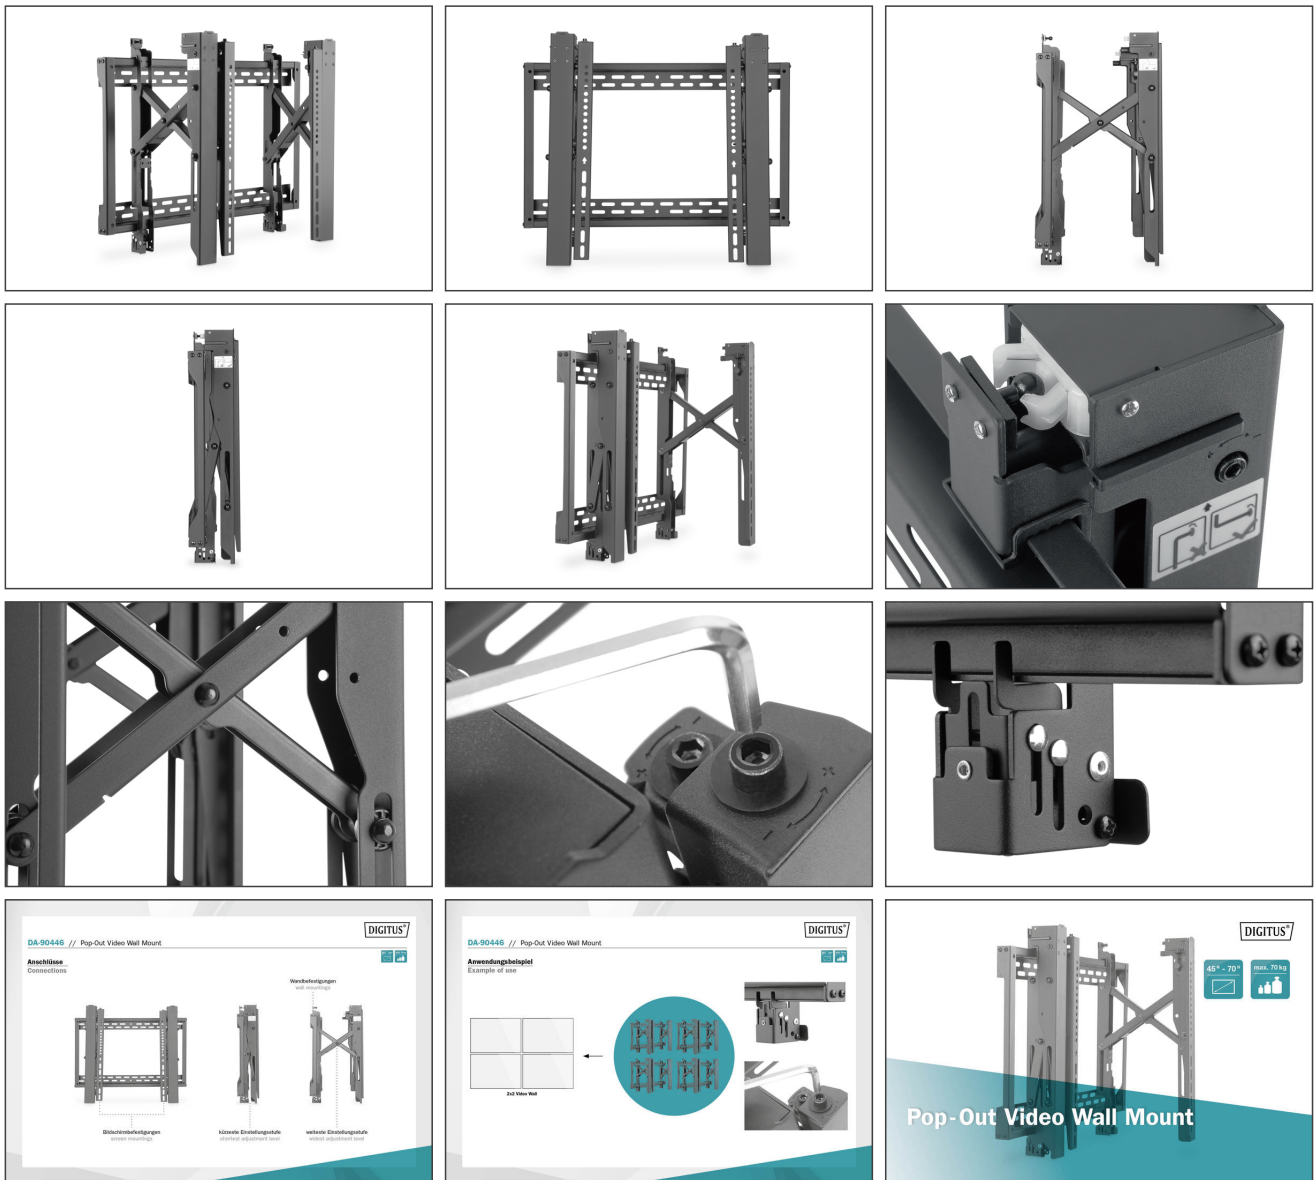 DIGITUS®
DA-90446 // Pop-Out Video Wall Mount
Anschlüsse
Connections
Wandbefestigungen
wall mountings
Bildschirmbefestigungen
screen mountings
kürzeste Einstellungsstufe
shortest adjustment level
weiteste Einstellungsstufe
widest adjustment level
DIGITUS®
DA-90446 // Pop-Out Video Wall Mount
Anwendungsbeispiel
Example of use
2x2 Video Wall
DIGITUS®
45" - 70"
max. 70 kg
Pop-Out Video Wall Mount